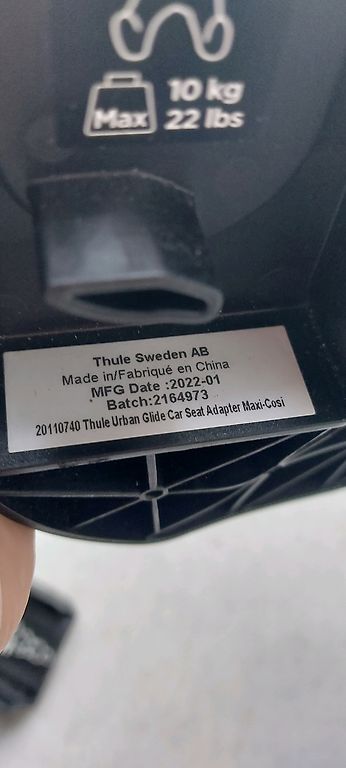 10 kg
Max 22 lbs
Thule Sweden AB
Made in/Fabriqué en China
MFG Date :2022-01
Batch:2164973
20110740 Thule Urban Glide Car Seat Adapter Maxi-Cosi